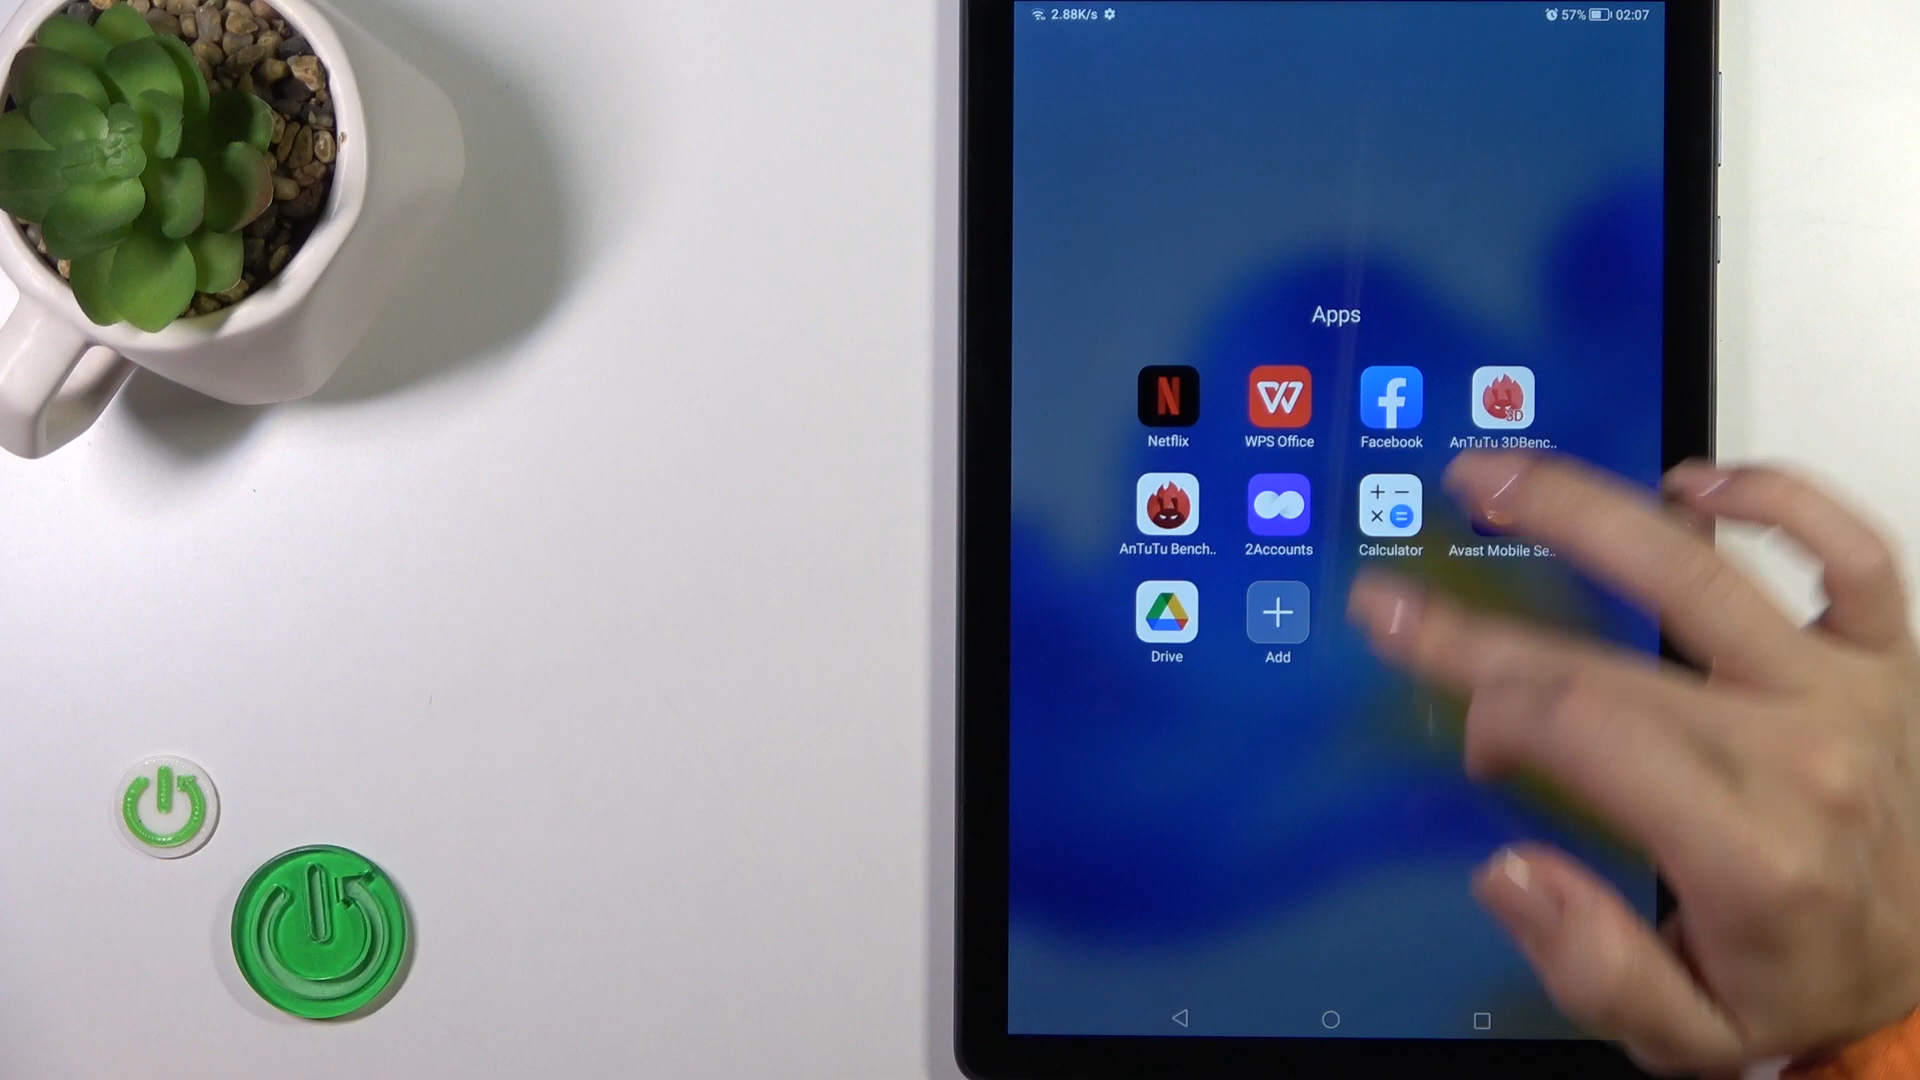 2.88K/s
57% 02:07
Apps
N
Netflix WPS Office Facebook AnTuTu 3DBenc..
3D
AnTuTu Bench.. 2Accounts Calculator Avast Mobile Se..
Drive Add